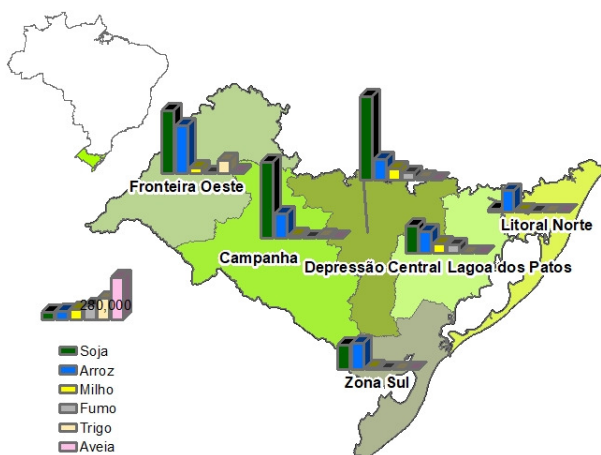 Fronteira Oeste
Litoral Norte
Campanha
Depressão Central
Lagoa dos Patos
280,000
Soja
Arroz
Milho
Zona Sul
Fumo
Trigo
Aveia